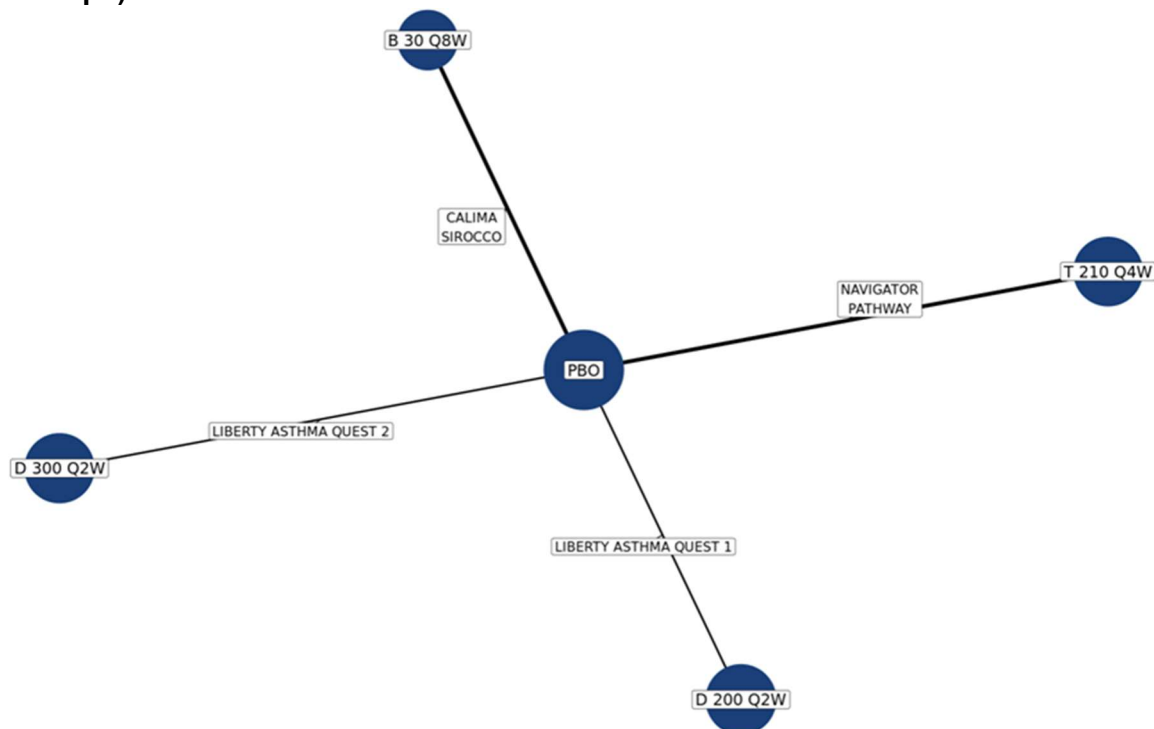 B 30 Q8W
CALIMA
SIROCCO
T 210 Q4W
NAVIGATOR
PATHWAY
PBO
LIBERTY ASTHMA QUEST 2
D 300 Q2W
LIBERTY ASTHMA QUEST 1
D 200 Q2W